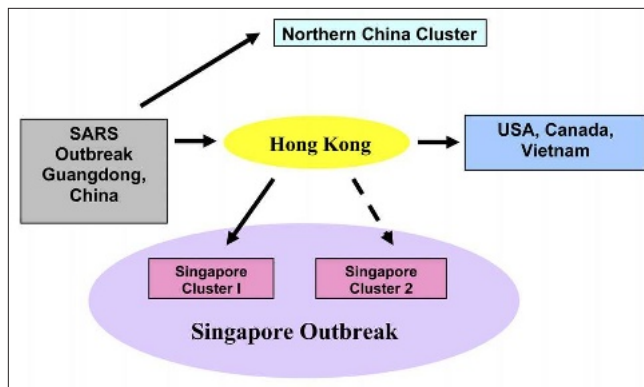 Northern China Cluster
SARS
Outbreak
Guangdong,
China
Hong Kong
USA, Canada,
Vietnam
Singapore
Cluster I
Singapore
Cluster 2
Singapore Outbreak